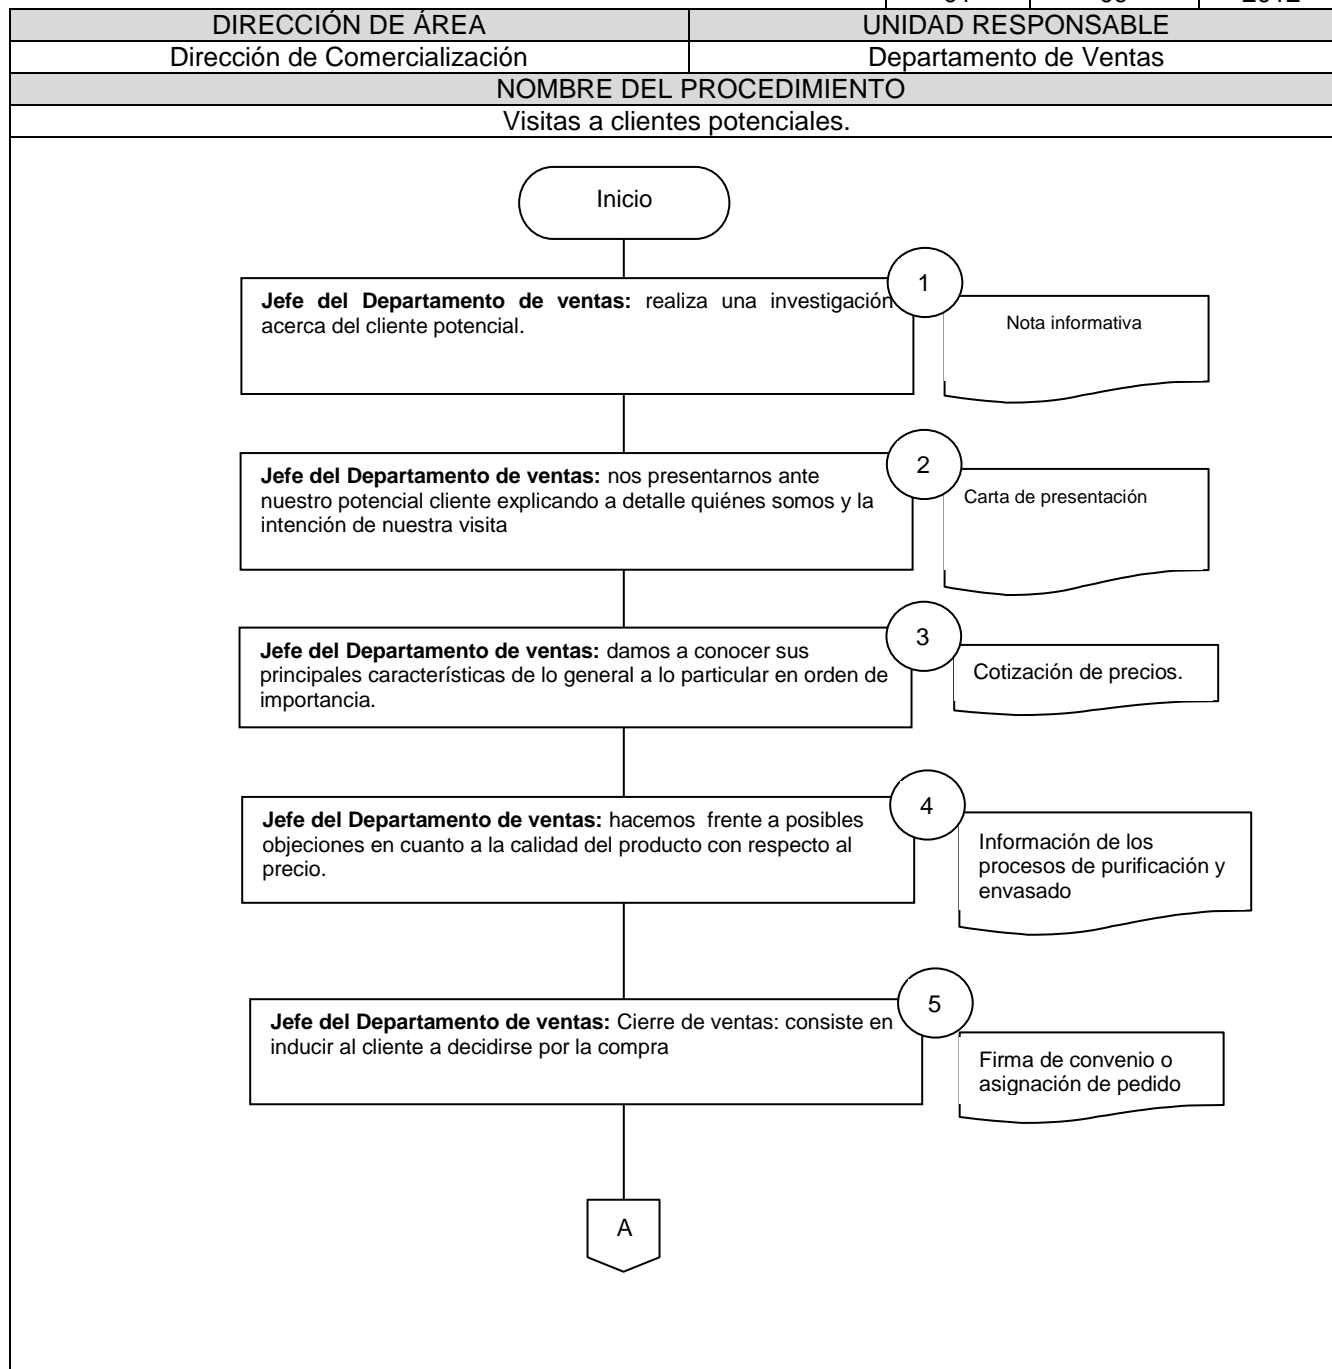 DIRECCIÓN DE ÁREA
UNIDAD RESPONSABLE
Dirección de Comercialización
Departamento de Ventas
NOMBRE DEL PROCEDIMIENTO
Visitas a clientes potenciales.
Inicio
1
Jefe del Departamento de ventas: realiza una investigación
acerca del cliente potencial.
Nota informativa
2
Jefe del Departamento de ventas: nos presentarnos ante
nuestro potencial cliente explicando a detalle quiénes somos y la
intención de nuestra visita
Carta de presentación
3
Jefe del Departamento de ventas: damos a conocer sus
principales características de lo general a lo particular en orden de
importancia.
Cotización de precios.
4
Jefe del Departamento de ventas: hacemos  frente a posibles
objeciones en cuanto a la calidad del producto con respecto al
precio.
Información de los
procesos de purificación y
envasado
5
Jefe del Departamento de ventas: Cierre de ventas: consiste en
inducir al cliente a decidirse por la compra
Firma de convenio o
asignación de pedido
A